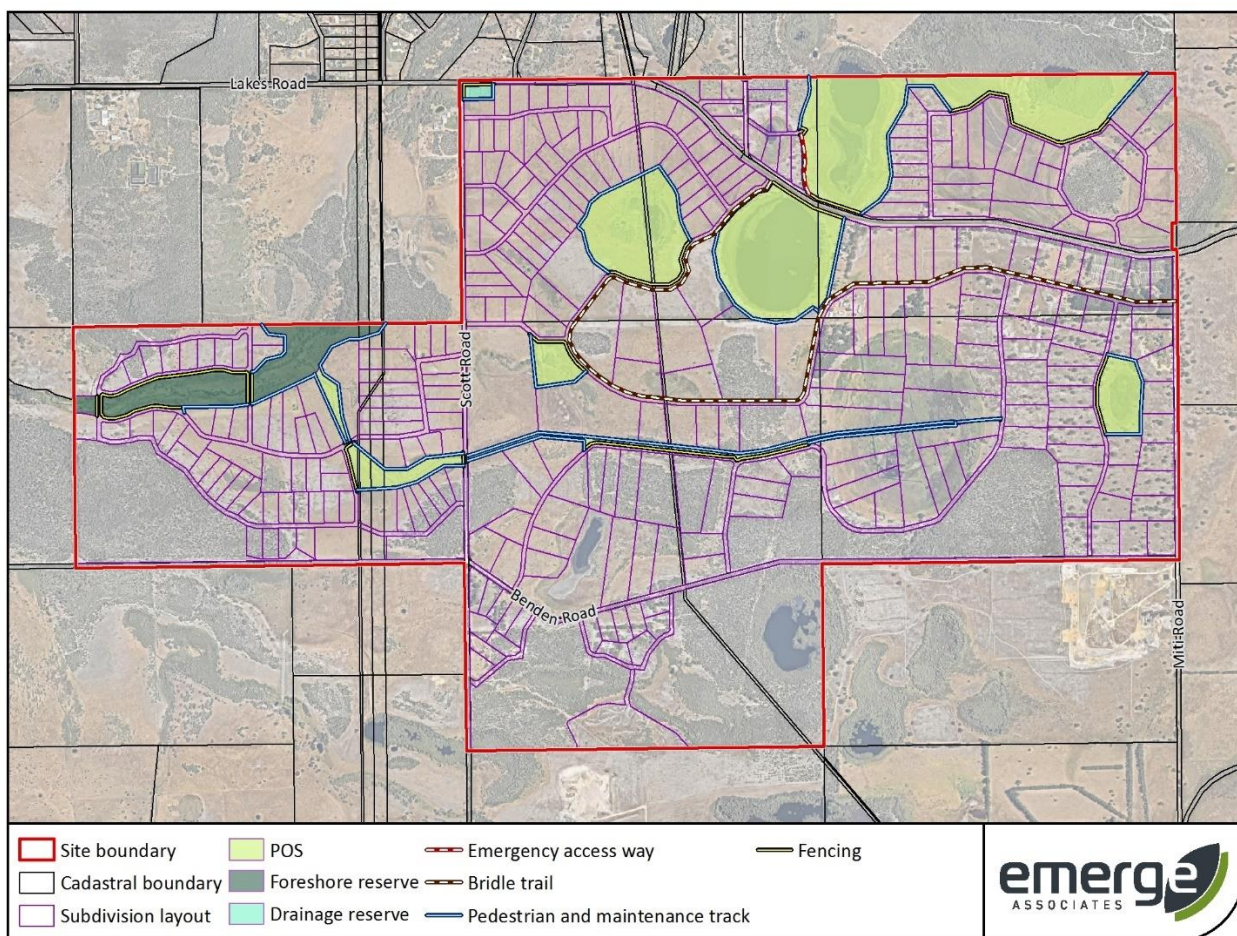 Lakes Road
Scott Road
Benden Road
Miti Road
Site boundary
Cadastral boundary
Subdivision layout
POS
Foreshore reserve
Drainage reserve
Emergency access way
Bridle trail
Pedestrian and maintenance track
Fencing
emerge
ASSOCIATES